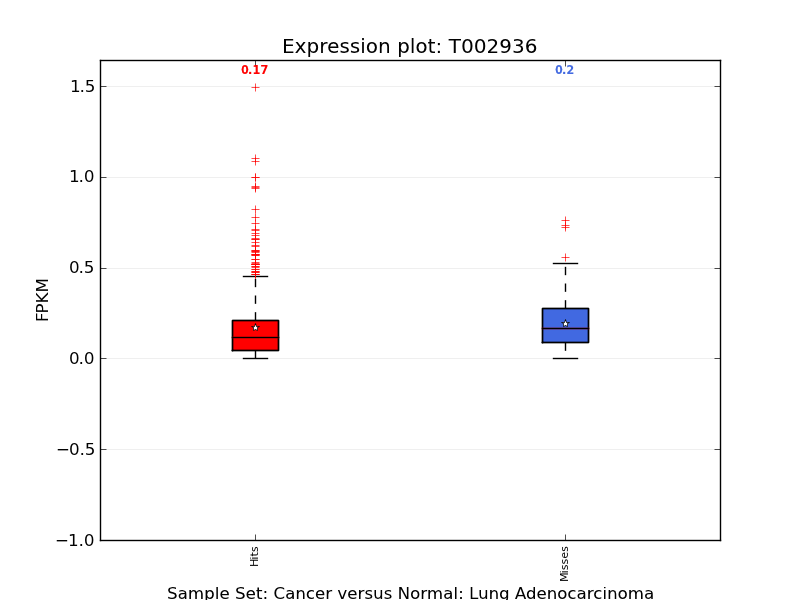 Expression plot: T002936
0.17
0.2
1.5
1.0
0.5
0.0
−0.5
−1.0
FPKM
Hits
Misses
Sample Set: Cancer versus Normal: Lung Adenocarcinoma